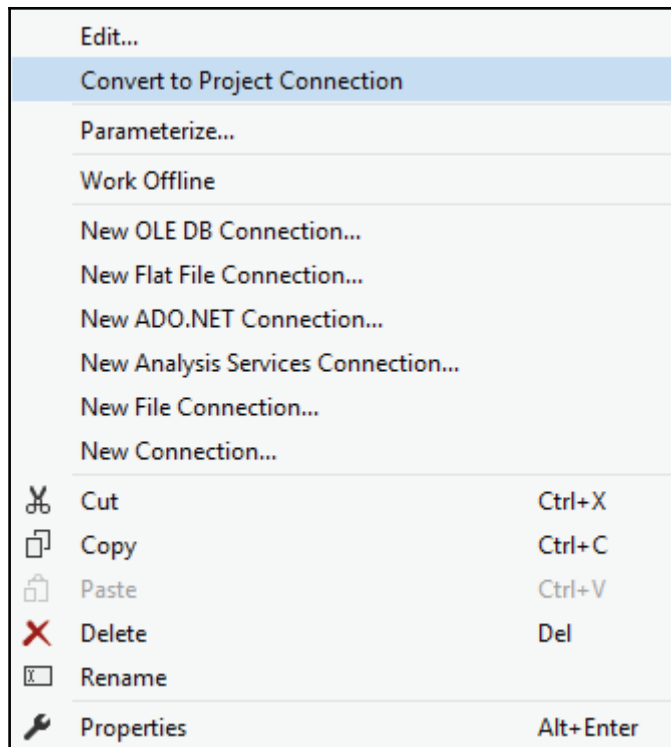 Edit...
Convert to Project Connection
Parameterize...
Work Offline
New OLE DB Connection...
New Flat File Connection...
New ADO.NET Connection...
New Analysis Services Connection...
New File Connection...
New Connection...
Cut Ctrl+X
Copy Ctrl+C
Paste Ctrl+V
Delete Del
Rename
Properties Alt+Enter